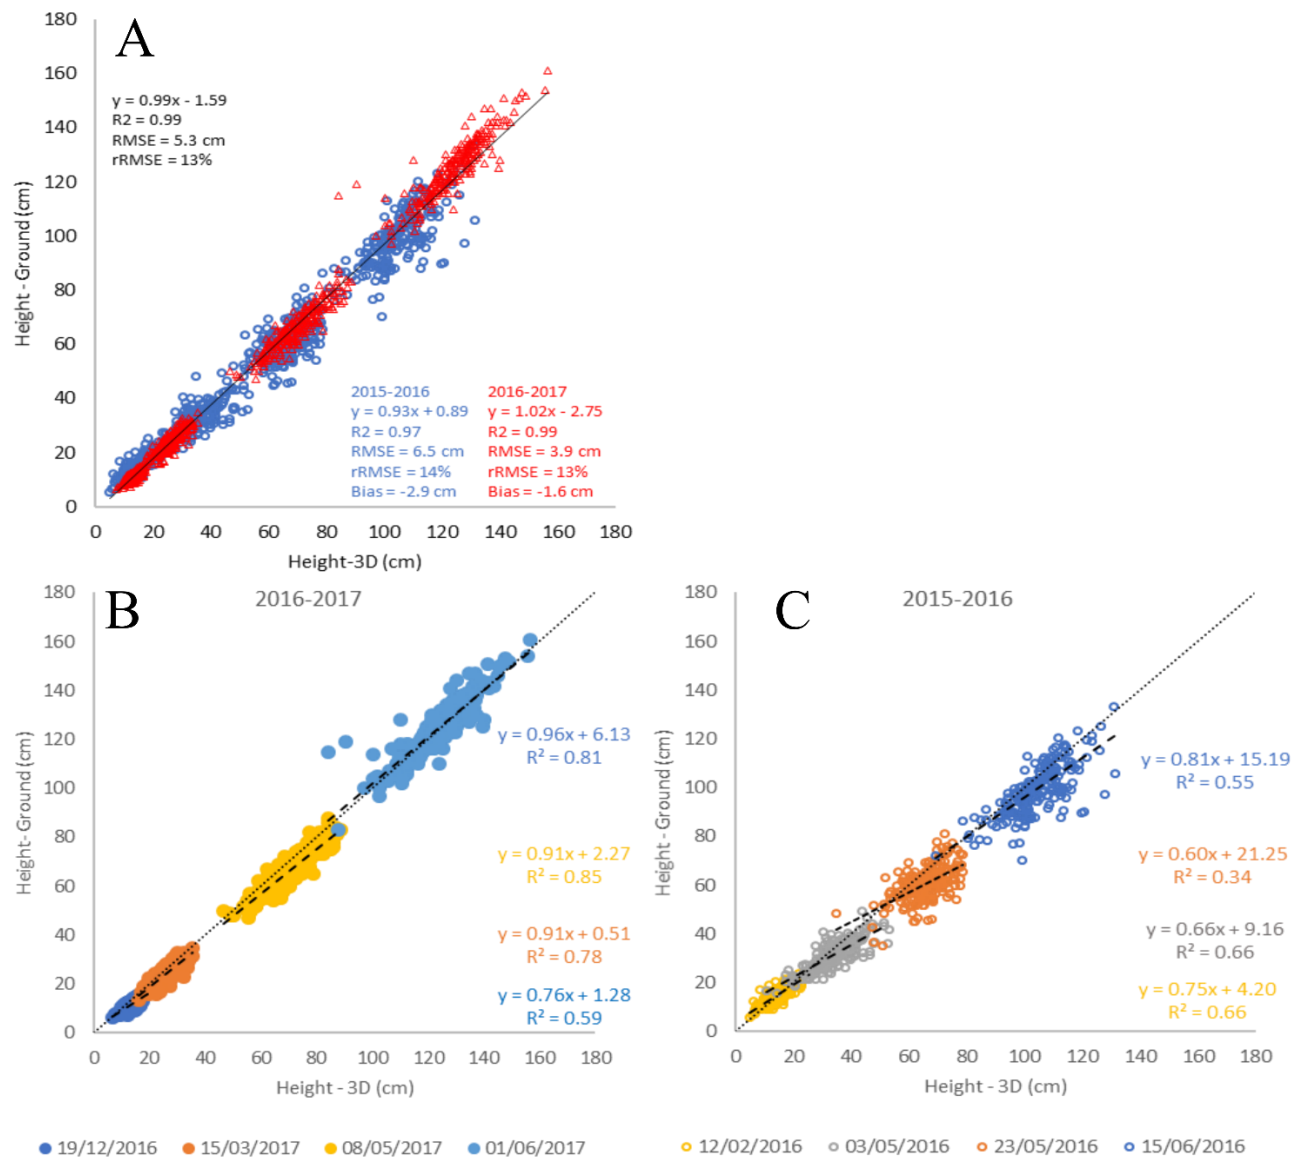 A
180
160
140
120
100
80
60
40
20
0
Height - Ground (cm)
y = 0.99x - 1.59
R2 = 0.99
RMSE = 5.3 cm
rRMSE = 13%
2015-2016
y = 0.93x + 0.89
R2 = 0.97
RMSE = 6.5 cm
rRMSE = 14%
Bias = -2.9 cm
2016-2017
y = 1.02x - 2.75
R2 = 0.99
RMSE = 3.9 cm
rRMSE = 13%
Bias = -1.6 cm
0 20 40 60 80 100 120 140 160 180
Height-3D (cm)
B
2016-2017
180
160
140
120
100
80
60
40
20
0
Height- Ground (cm)
y = 0.96x + 6.13
R² = 0.81
y = 0.91x + 2.27
R² = 0.85
y = 0.91x + 0.51
R² = 0.78
y = 0.76x + 1.28
R² = 0.59
0 20 40 60 80 100 120 140 160 180
Height - 3D (cm)
19/12/2016 15/03/2017 08/05/2017 01/06/2017
C
2015-2016
180
160
140
120
100
80
60
40
20
0
Height - Ground (cm)
y = 0.81x + 15.19
R² = 0.55
y = 0.60x + 21.25
R² = 0.34
y = 0.66x + 9.16
R² = 0.66
y = 0.75x + 4.20
R² = 0.66
0 20 40 60 80 100 120 140 160 180
Height - 3D (cm)
12/02/2016 03/05/2016 23/05/2016 15/06/2016